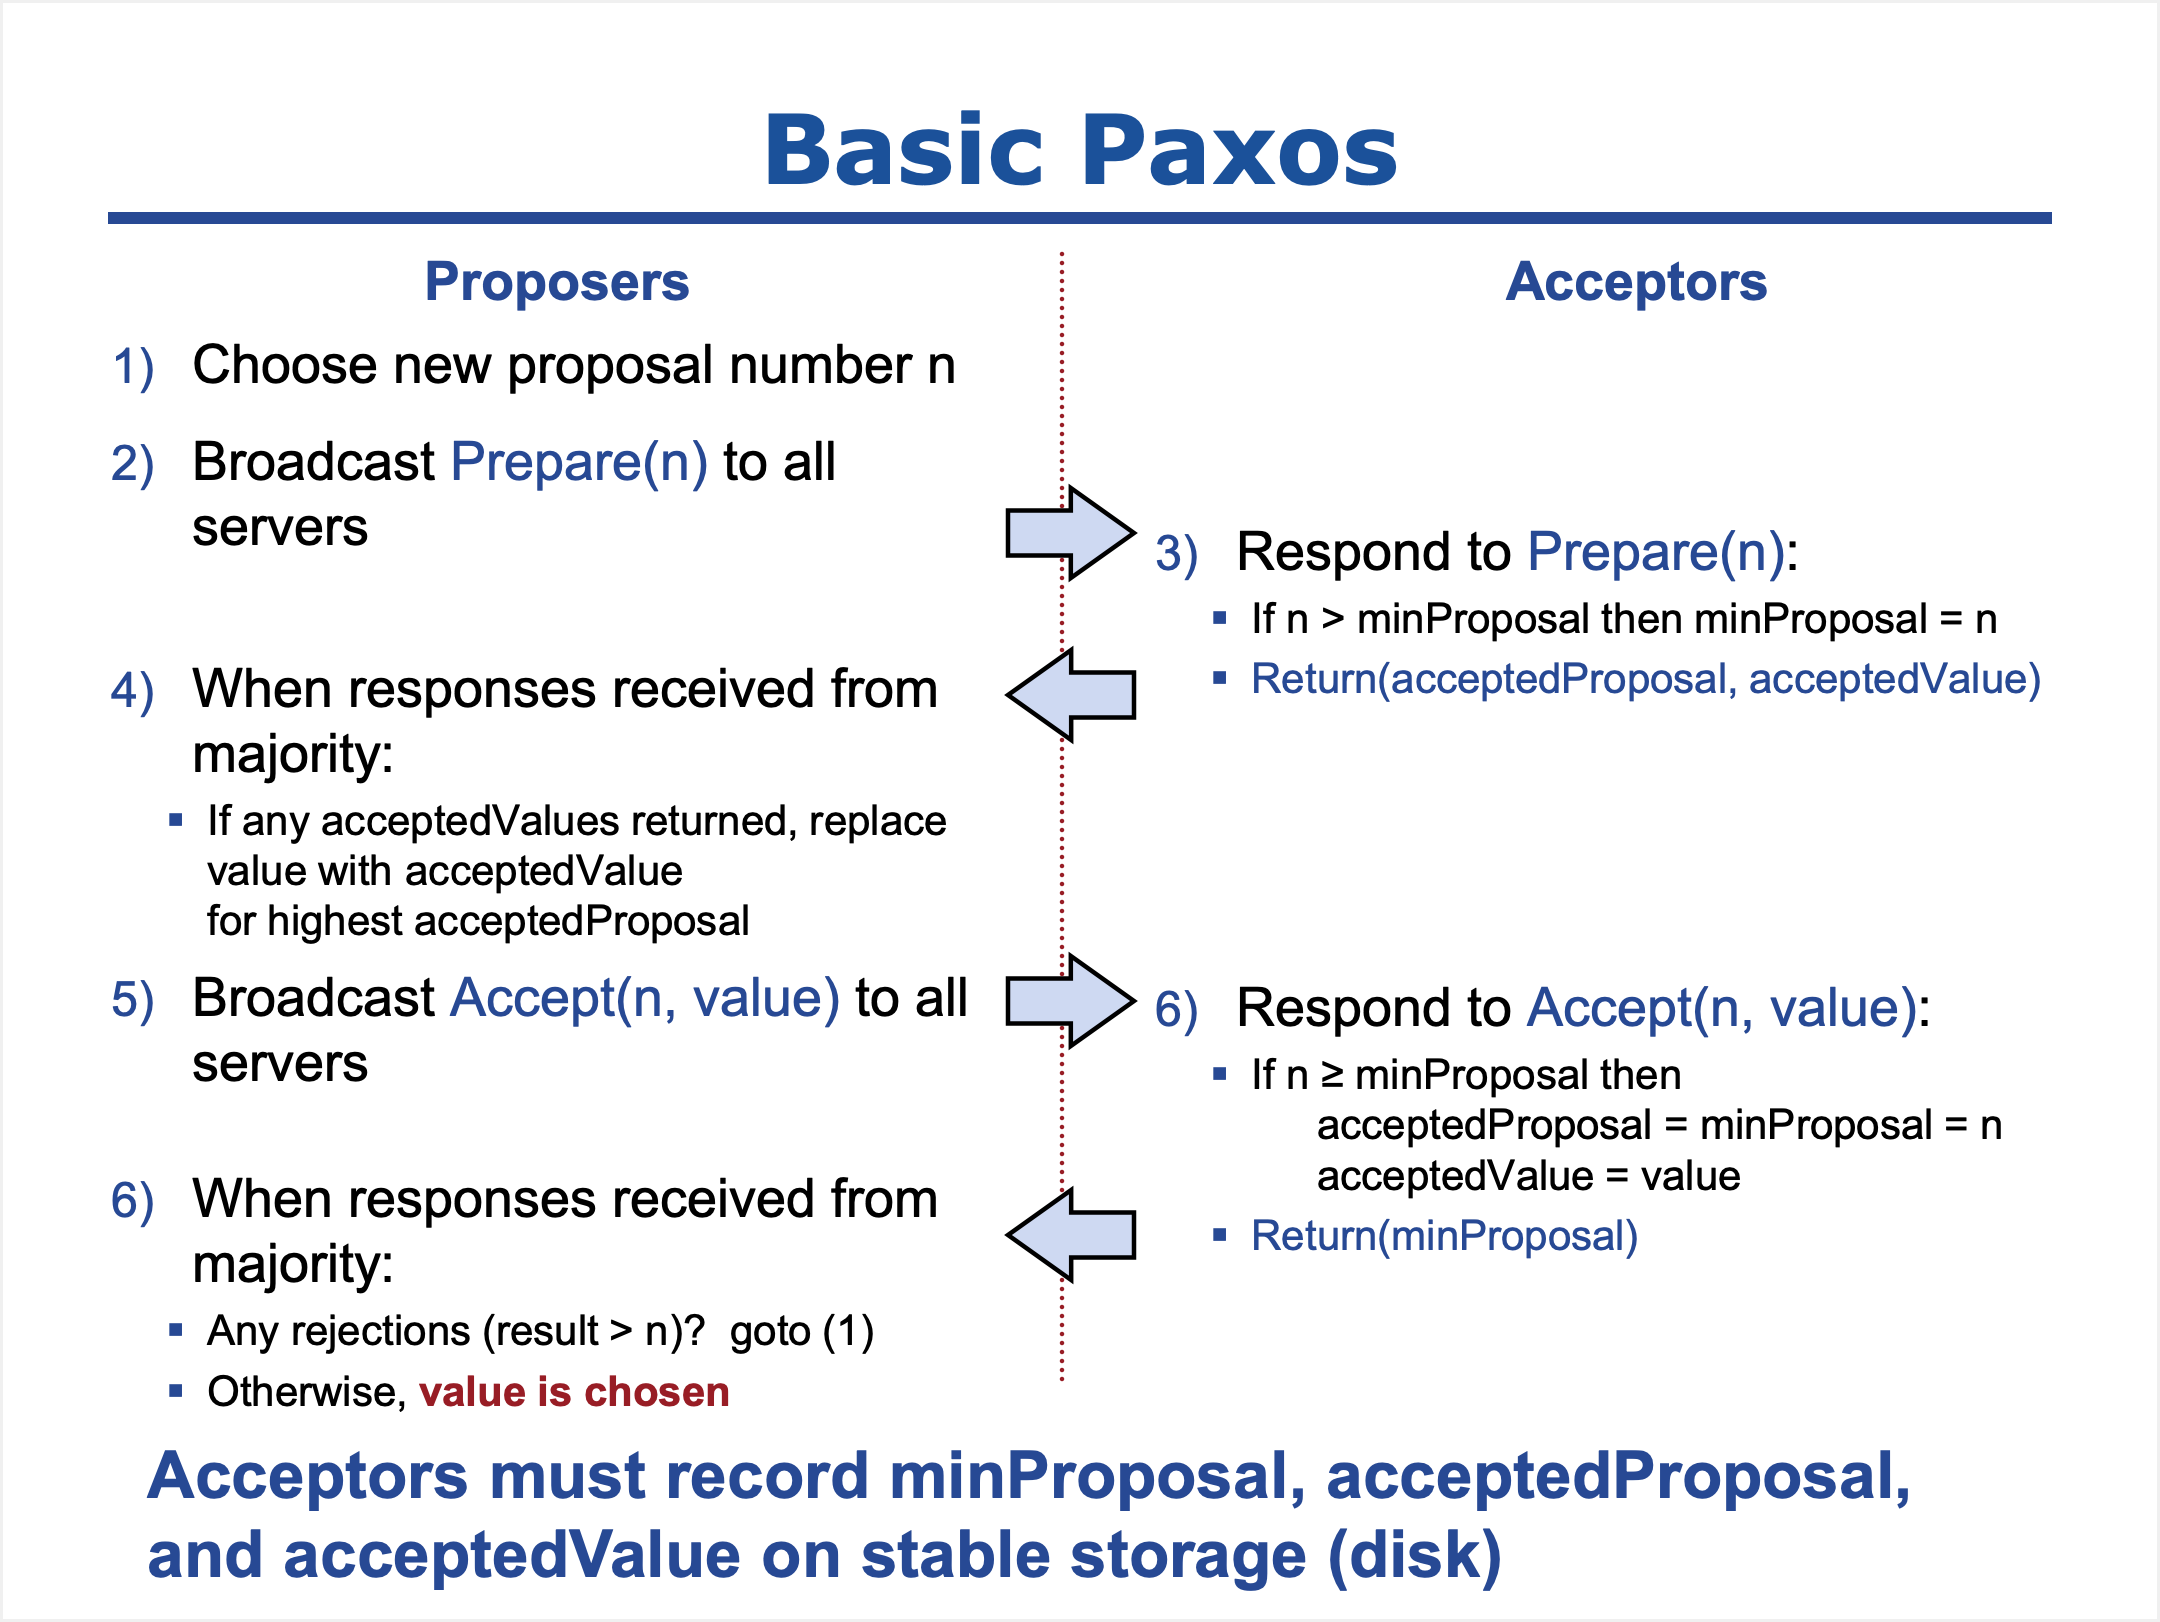 Basic Paxos
Proposers
1) Choose new proposal number n
2) Broadcast Prepare(n) to all
servers
4) When responses received from
majority:
▪ If any acceptedValues returned, replace
value with acceptedValue
for highest acceptedProposal
5) Broadcast Accept(n, value) to all
servers
6) When responses received from
majority:
▪ Any rejections (result > n)? goto (1)
▪ Otherwise, value is chosen
Acceptors
3) Respond to Prepare(n):
▪ If n > minProposal then minProposal = n
▪ Return(acceptedProposal, acceptedValue)
6) Respond to Accept(n, value):
▪ If n ≥ minProposal then
acceptedProposal = minProposal = n
acceptedValue = value
▪ Return(minProposal)
Acceptors must record minProposal, acceptedProposal,
and acceptedValue on stable storage (disk)